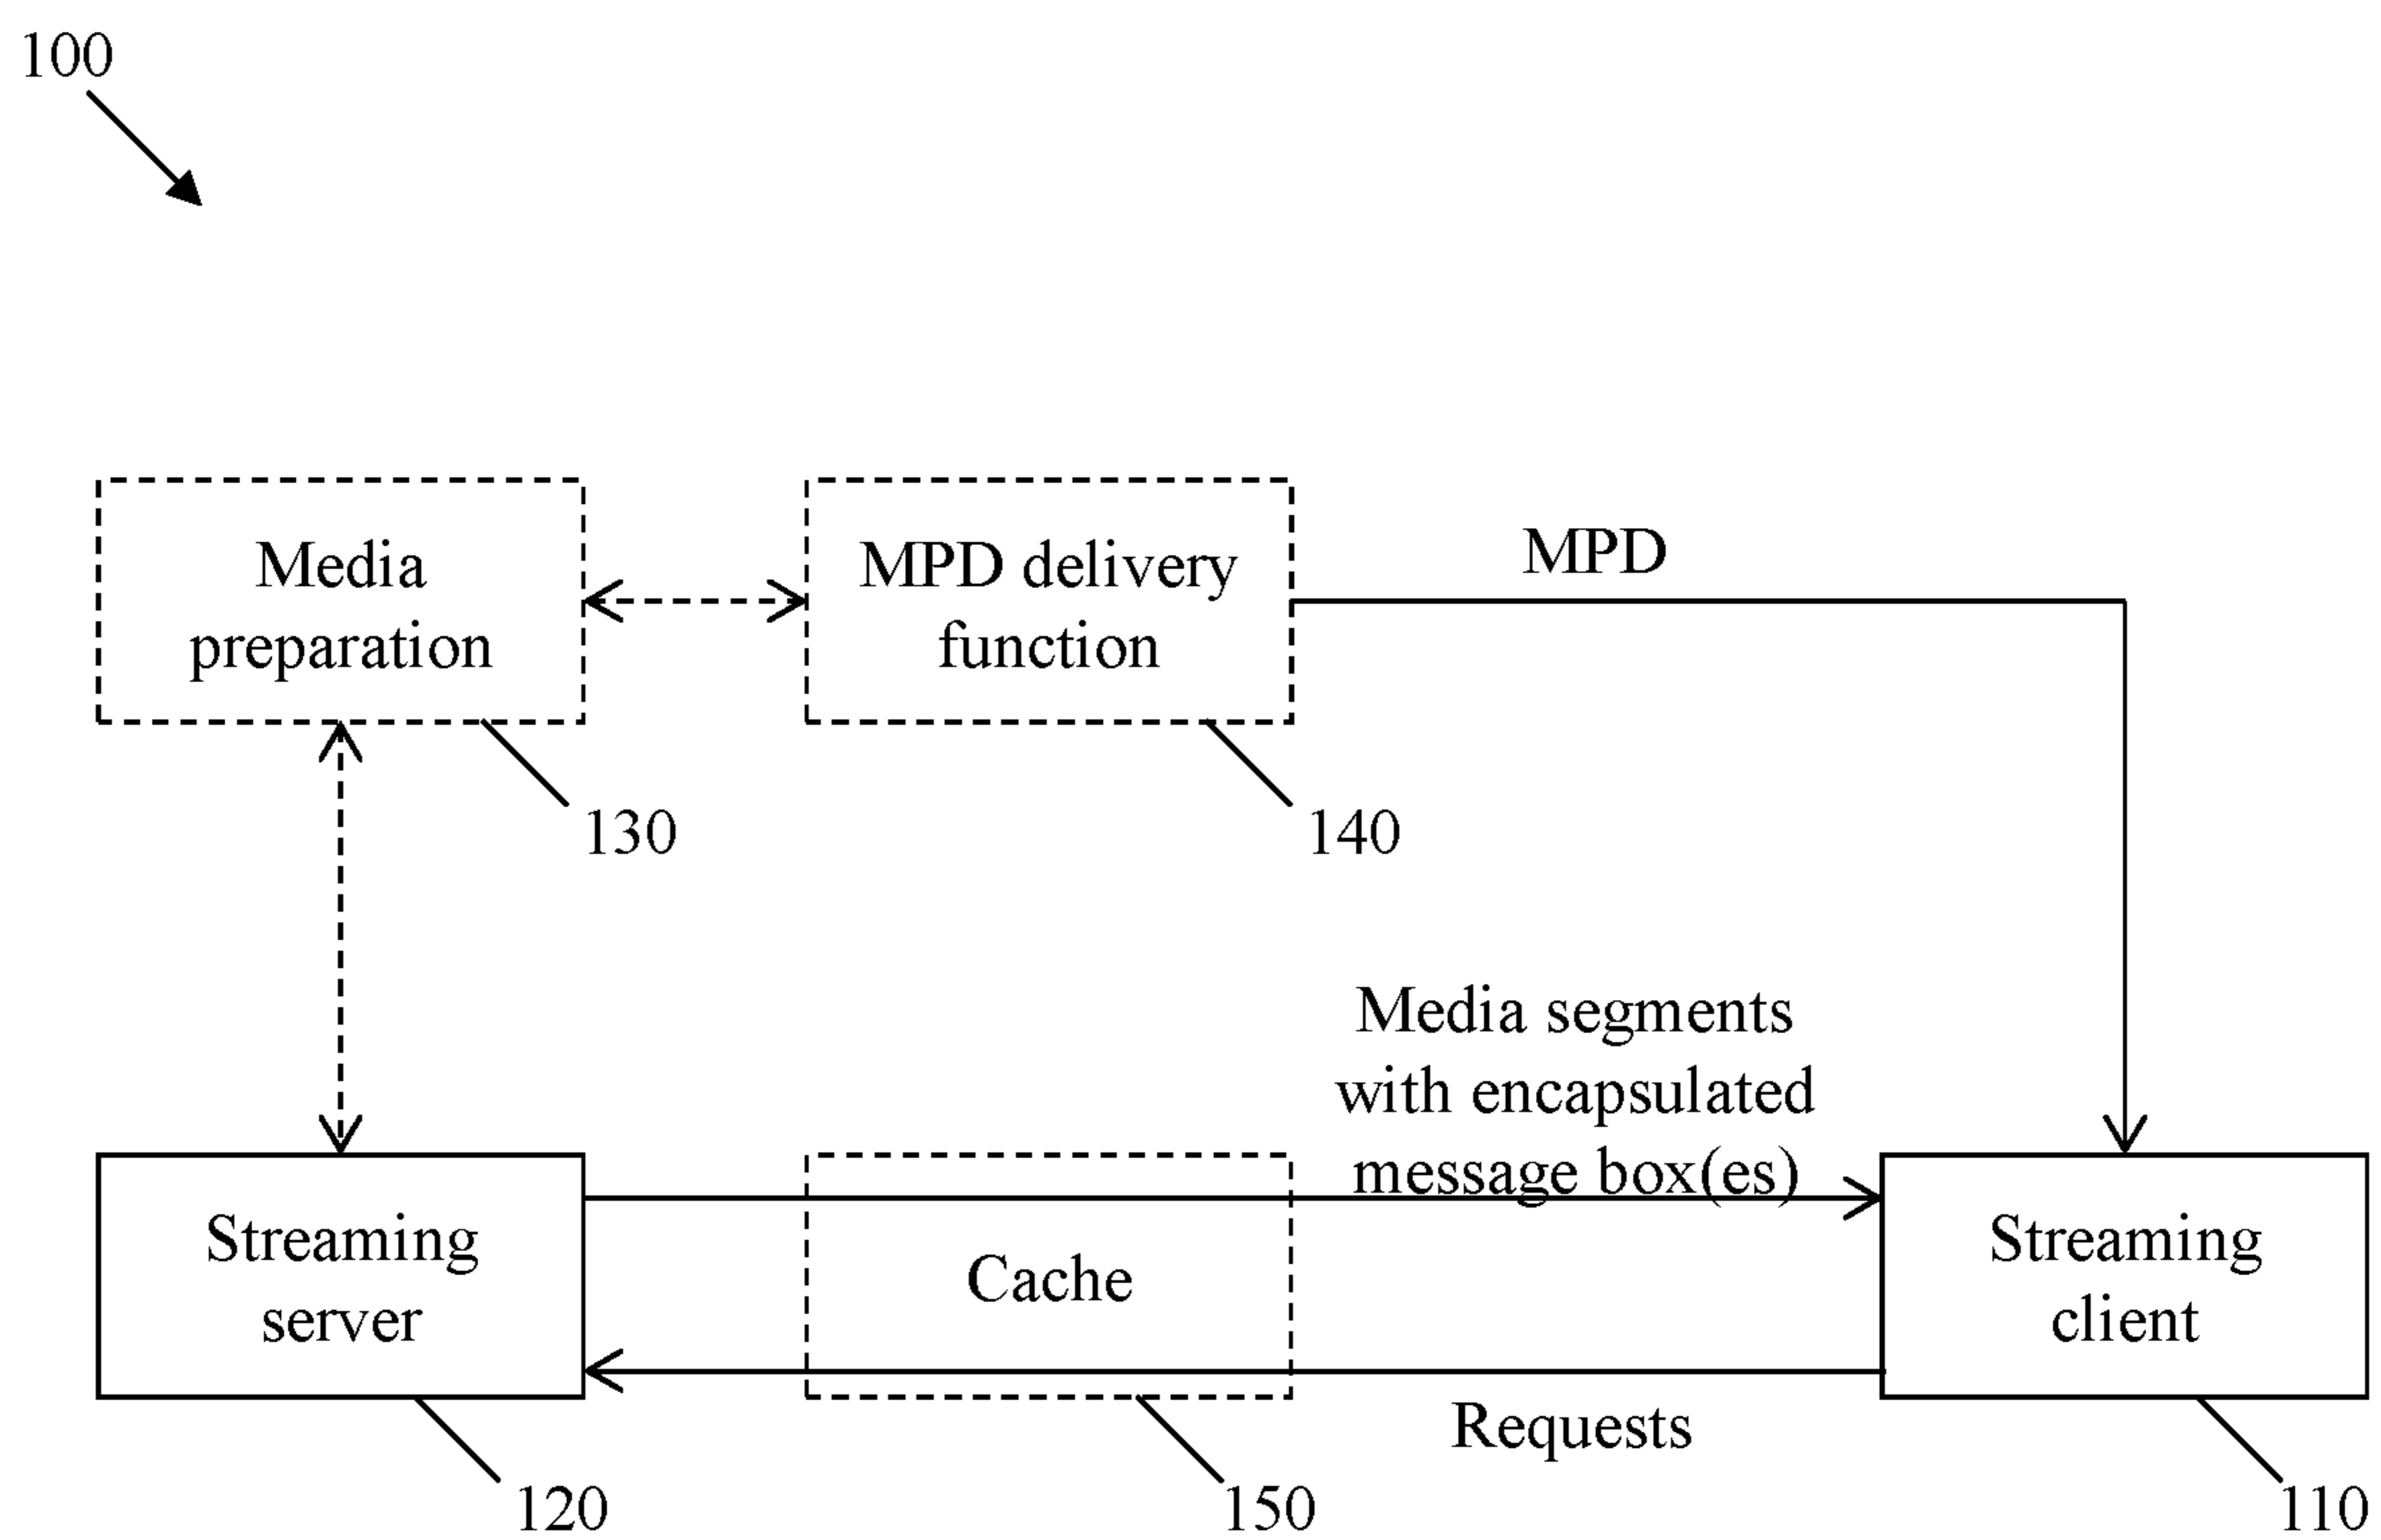 100
Media
preparation
MPD delivery
function
MPD
130
140
Media segments
with encapsulated
message box(es)
Streaming
server
Cache
Streaming
client
Requests
120
150
110